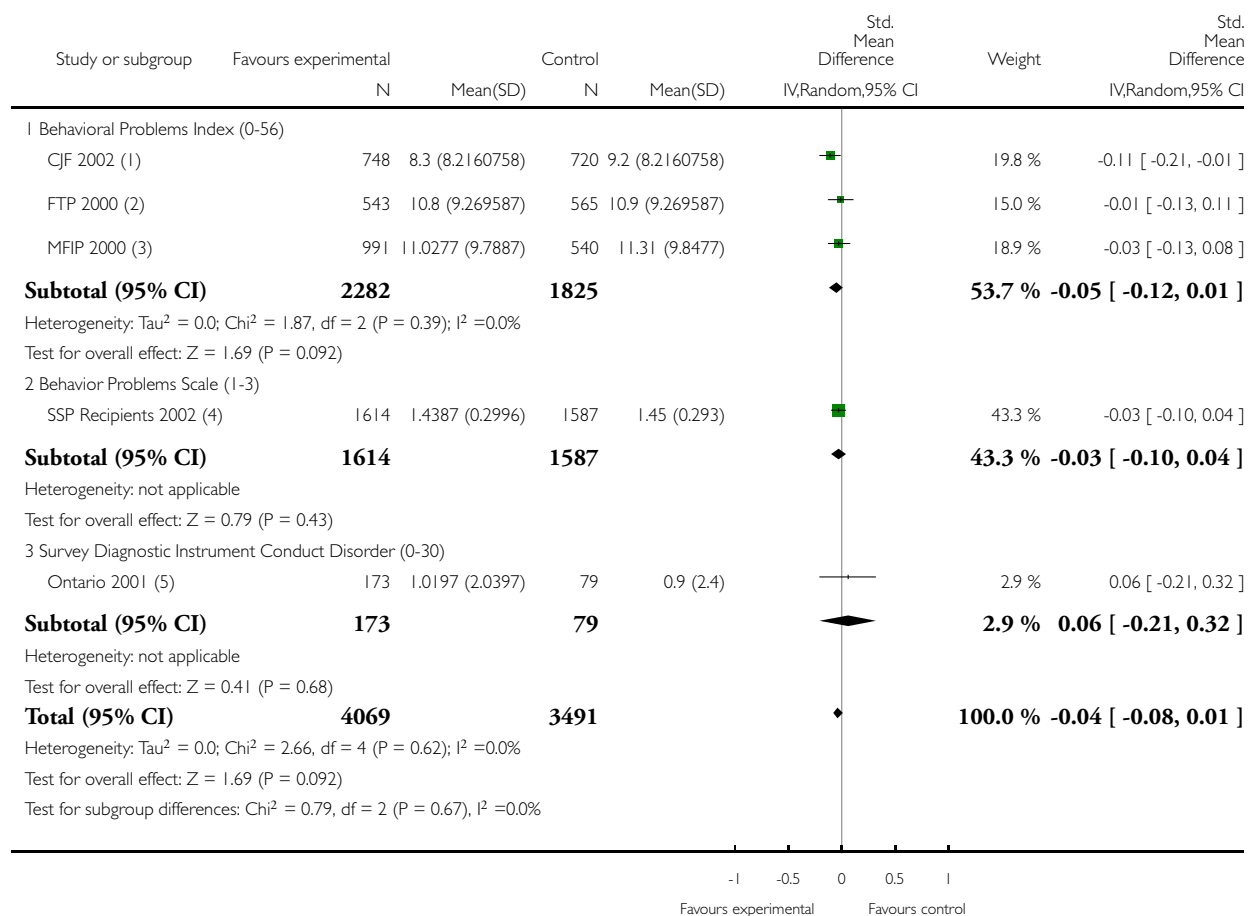 Std. Mean Difference
Std. Mean Difference
Study or subgroup Favours experimental Control Weight
N Mean(SD) N Mean(SD) IV,Random,95% CI IV,Random,95% CI
1 Behavioral Problems Index (0-56)
CJF 2002 (1) 748 8.3 (8.2160758) 720 9.2 (8.2160758) 19.8 % -0.11 [ -0.21, -0.01 ]
FTP 2000 (2) 543 10.8 (9.269587) 565 10.9 (9.269587) 15.0 % -0.01 [ -0.13, 0.11 ]
MFIP 2000 (3) 991 11.0277 (9.7887) 540 11.31 (9.8477) 18.9 % -0.03 [ -0.13, 0.08 ]
Subtotal (95% CI) 2282 1825 53.7 % -0.05 [ -0.12, 0.01 ]
Heterogeneity: Tau² = 0.0; Chi² = 1.87, df = 2 (P = 0.39); I² =0.0%
Test for overall effect: Z = 1.69 (P = 0.092)
2 Behavior Problems Scale (1-3)
SSP Recipients 2002 (4) 1614 1.4387 (0.2996) 1587 1.45 (0.293) 43.3 % -0.03 [ -0.10, 0.04 ]
Subtotal (95% CI) 1614 1587 43.3 % -0.03 [ -0.10, 0.04 ]
Heterogeneity: not applicable
Test for overall effect: Z = 0.79 (P = 0.43)
3 Survey Diagnostic Instrument Conduct Disorder (0-30)
Ontario 2001 (5) 173 1.0197 (2.0397) 79 0.9 (2.4) 2.9 % 0.06 [ -0.21, 0.32 ]
Subtotal (95% CI) 173 79 2.9 % 0.06 [ -0.21, 0.32 ]
Heterogeneity: not applicable
Test for overall effect: Z = 0.41 (P = 0.68)
Total (95% CI) 4069 3491 100.0 % -0.04 [ -0.08, 0.01 ]
Heterogeneity: Tau² = 0.0; Chi² = 2.66, df = 4 (P = 0.62); I² =0.0%
Test for overall effect: Z = 1.69 (P = 0.092)
Test for subgroup differences: Chi² = 0.79, df = 2 (P = 0.67), I² =0.0%
-1 -0.5 0 0.5 1
Favours experimental Favours control